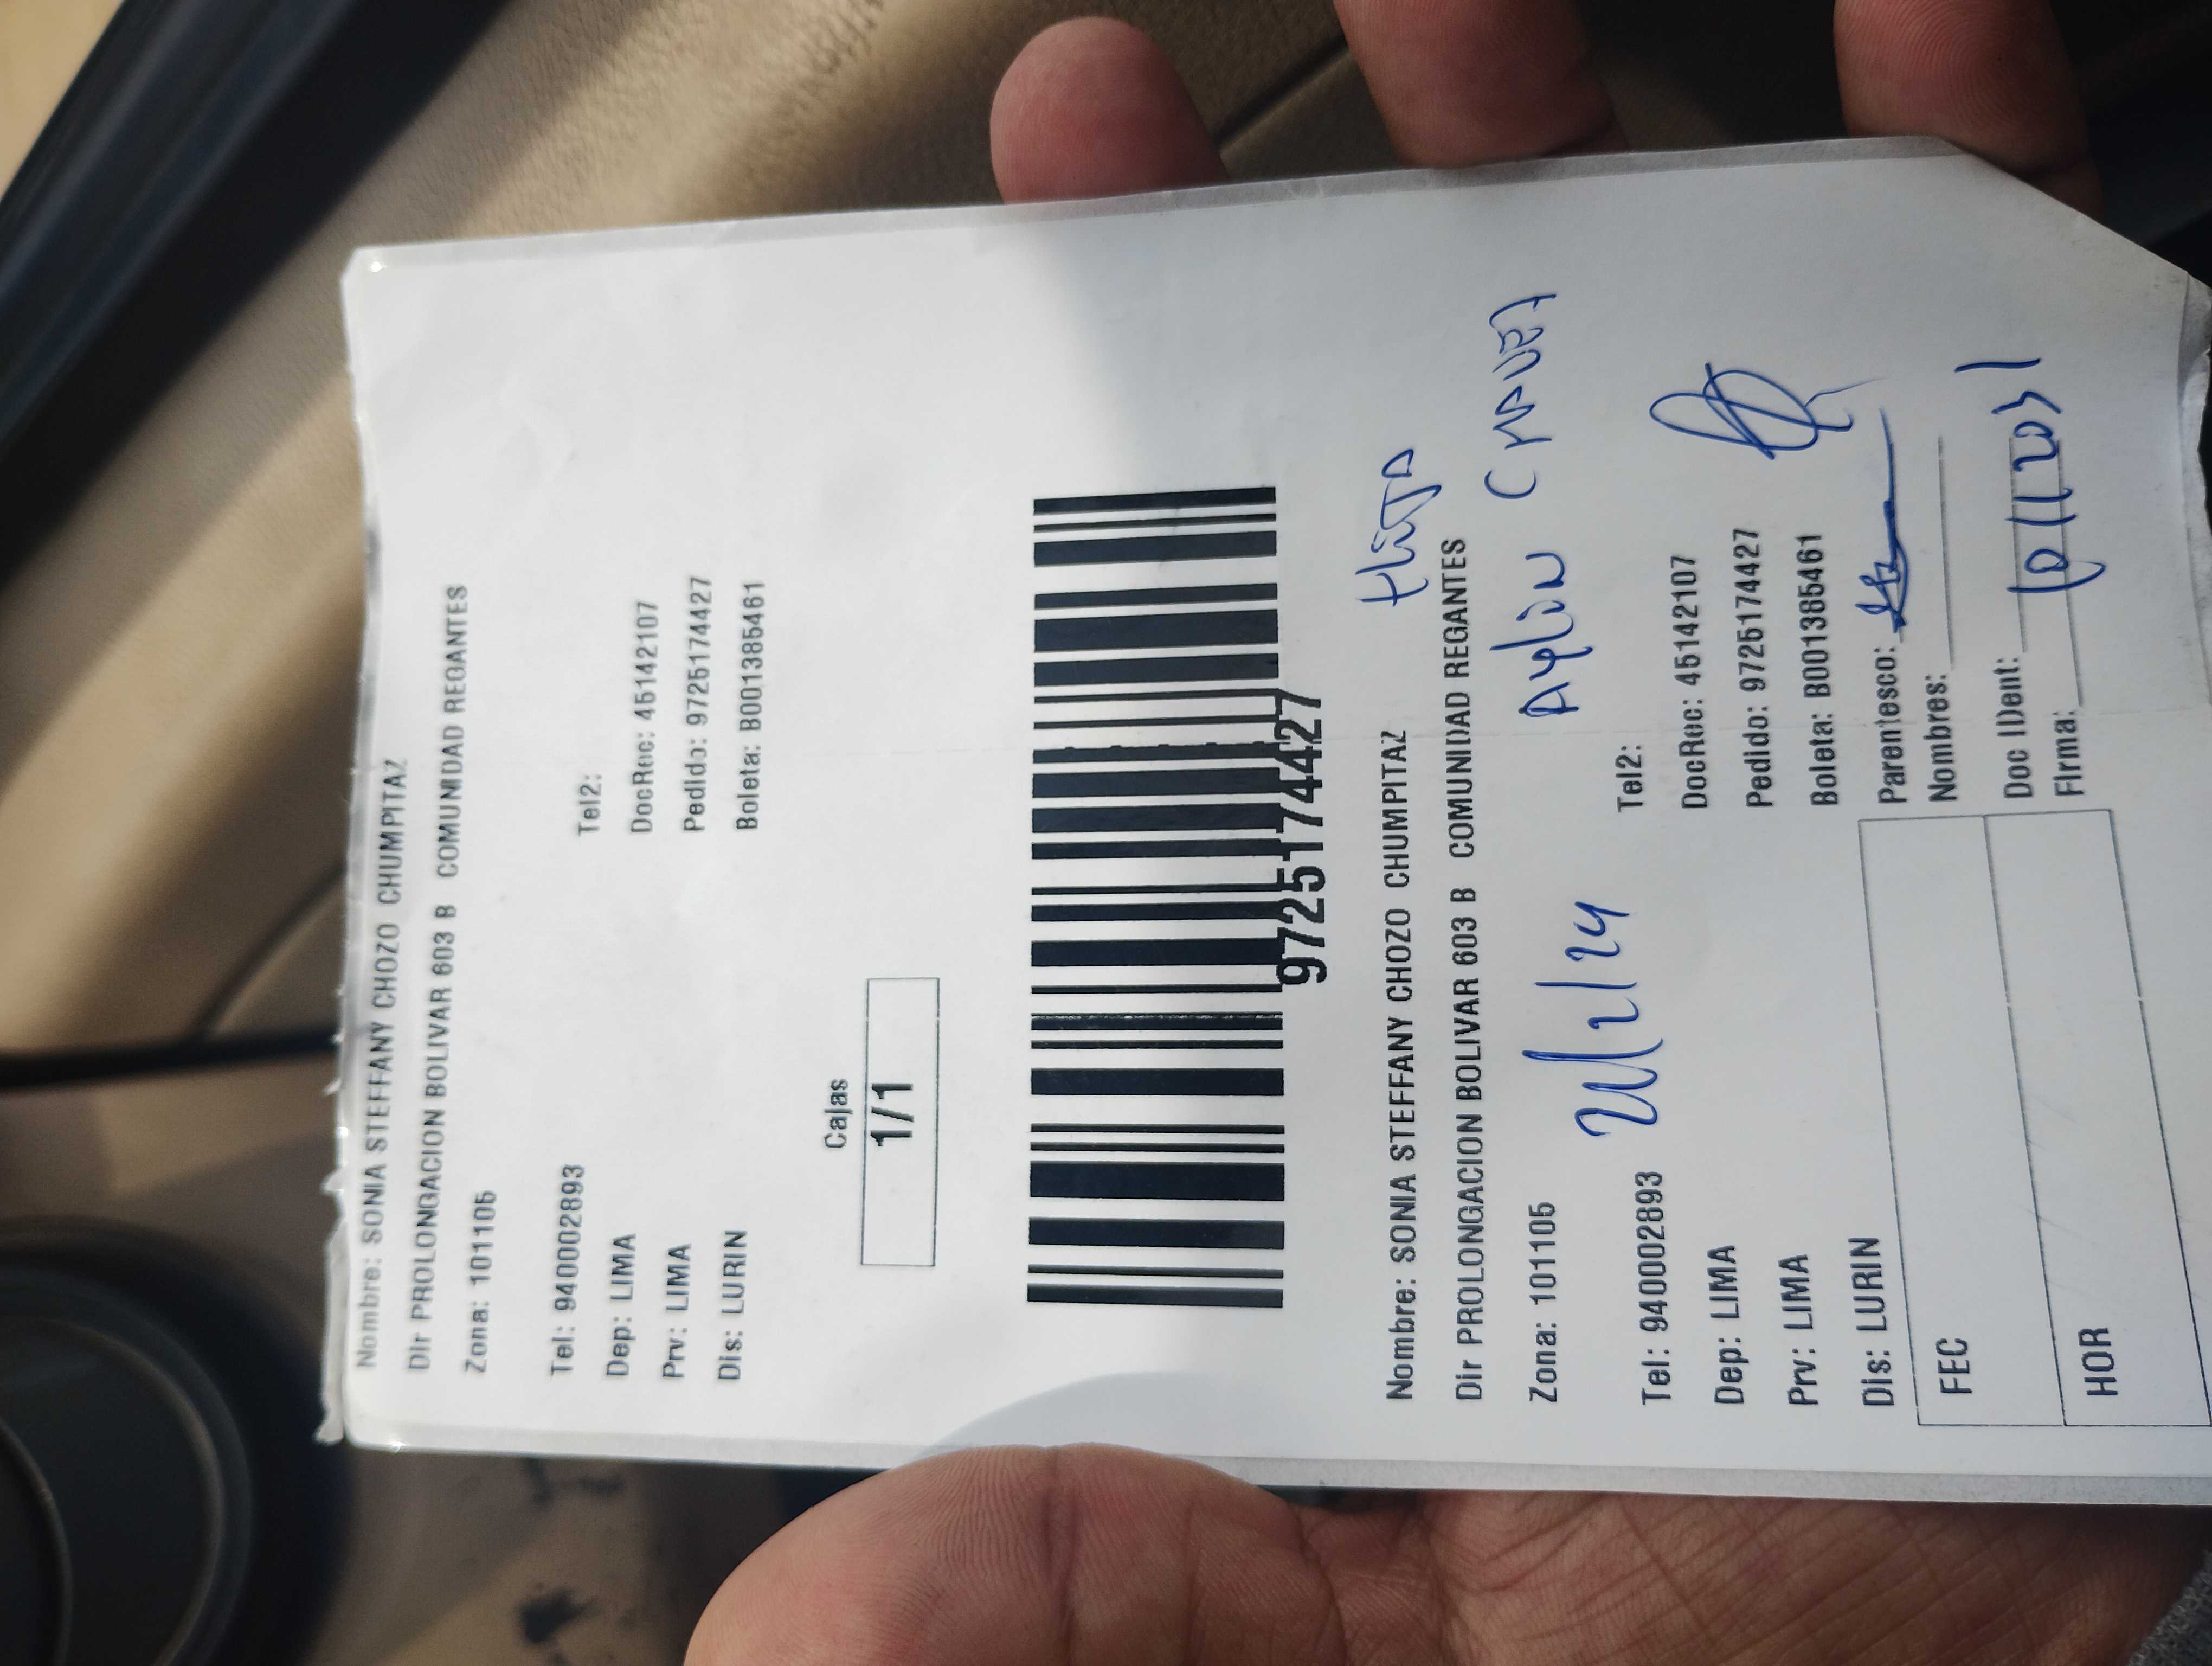 Nombre: SONIA STEFFANY CHOZO CHUMPITAZ
Dir PROLONGACION BOLIVAR 603 B COMUNIDAD REGANTES
Zona: 101105
Tel: 940002893 Tel2:
Dep: LIMA DocRec: 45142107
Prv: LIMA Pedido: 9725174427
Dis: LURIN Boleta: B001385461
Cajas
1/1
9725174427
Hija
Nombre: SONIA STEFFANY CHOZO CHUMPITAZ
Dir PROLONGACION BOLIVAR 603 B COMUNIDAD REGANTES
Aylin
Zona: 101105
Tel: 940002893 Tel2:
Dep: LIMA DocRec: 45142107
Prv: LIMA Pedido: 9725174427
Dis: LURIN Boleta: B001385461
Parentesco:
FEC Nombres:
Doc IDent:
HOR Firma: